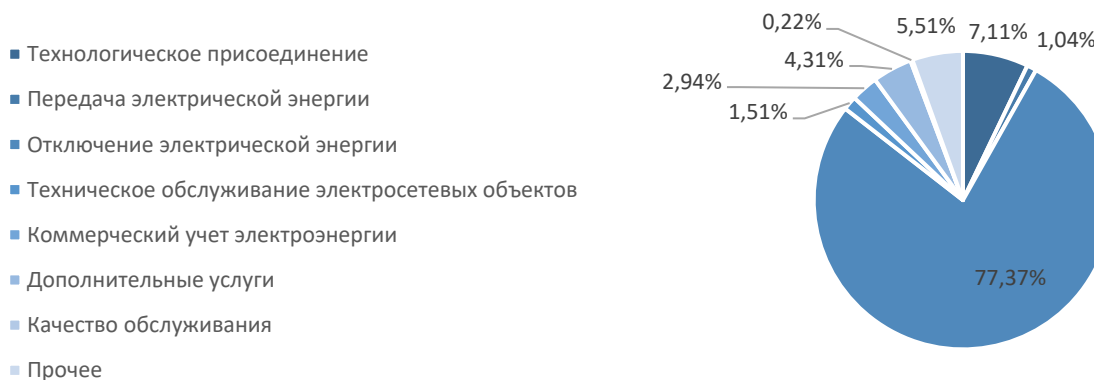 Технологическое присоединение
Передача электрической энергии
Отключение электрической энергии
Техническое обслуживание электросетевых объектов
Коммерческий учет электроэнергии
Дополнительные услуги
Качество обслуживания
Прочее
0,22%
5,51%
7,11%
1,04%
4,31%
2,94%
1,51%
77,37%